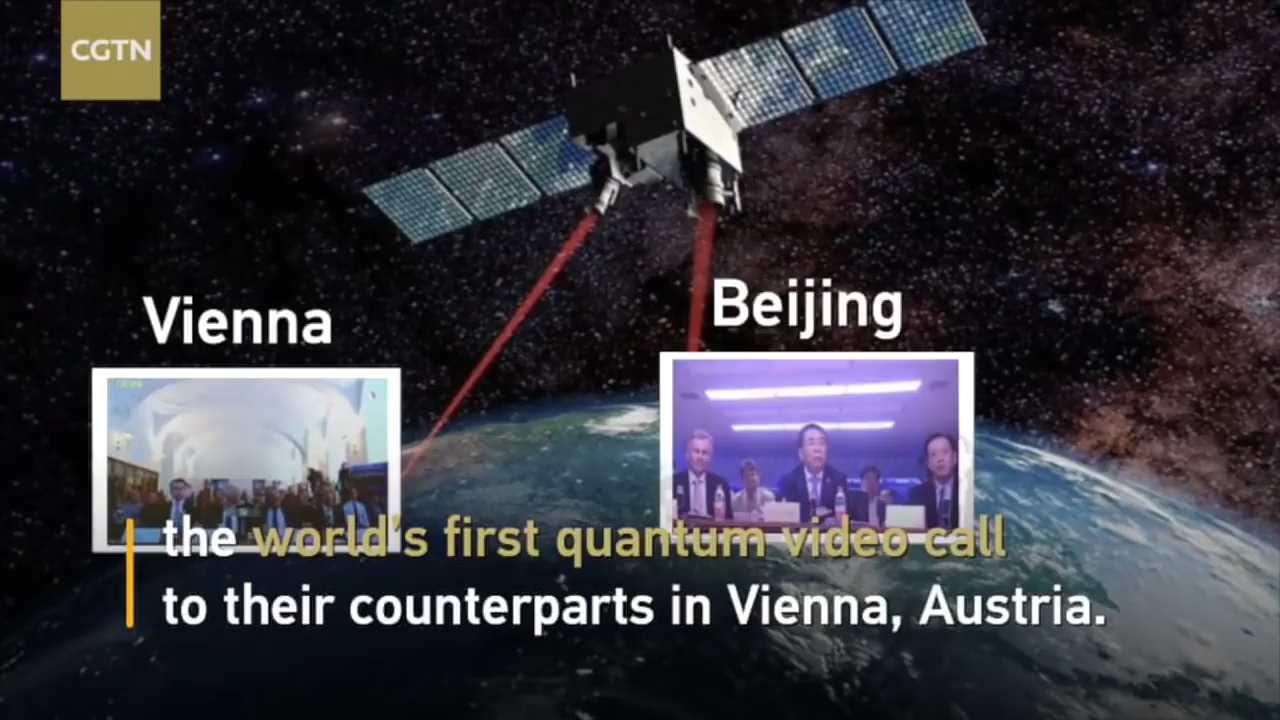 CGTN
Vienna
Beijing
the world's first quantum video call
to their counterparts in Vienna, Austria.